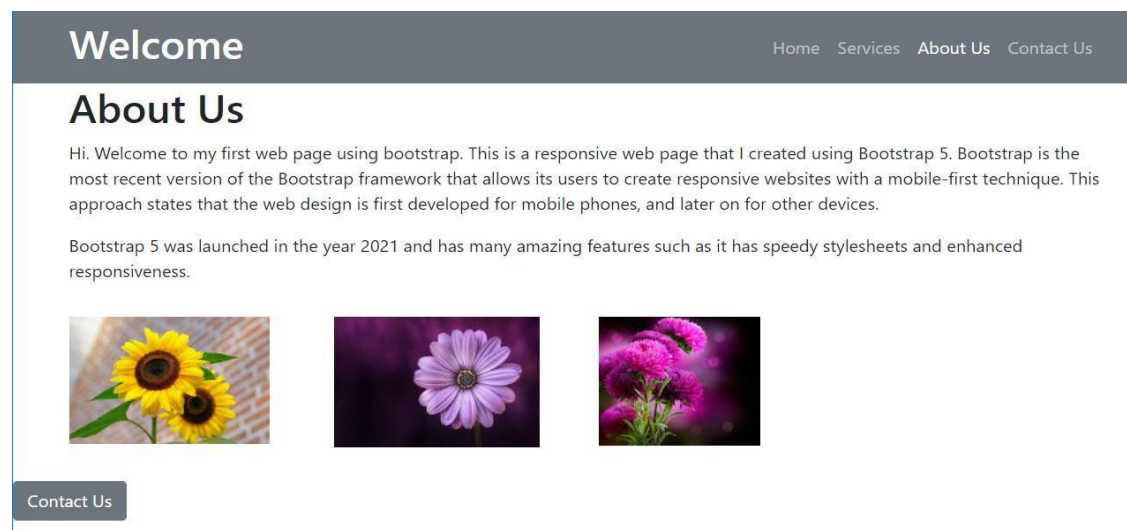 Welcome
Home Services About Us Contact Us
About Us
Hi. Welcome to my first web page using bootstrap. This is a responsive web page that I created using Bootstrap 5. Bootstrap is the
most recent version of the Bootstrap framework that allows its users to create responsive websites with a mobile-first technique. This
approach states that the web design is first developed for mobile phones, and later on for other devices.
Bootstrap 5 was launched in the year 2021 and has many amazing features such as it has speedy stylesheets and enhanced
responsiveness.
Contact Us